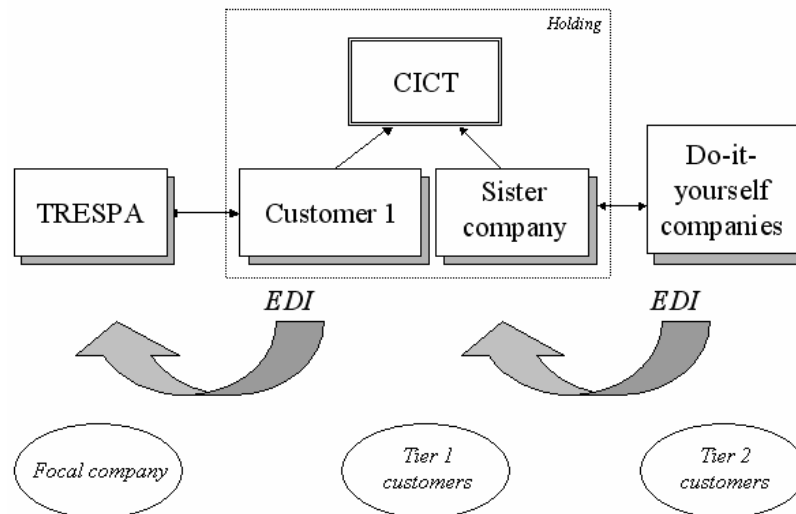 Holding
CICT
TRESPA
Customer 1
Sister
company
Do-it-
yourself
companies
EDI
EDI
Focal company
Tier 1
customers
Tier 2
customers